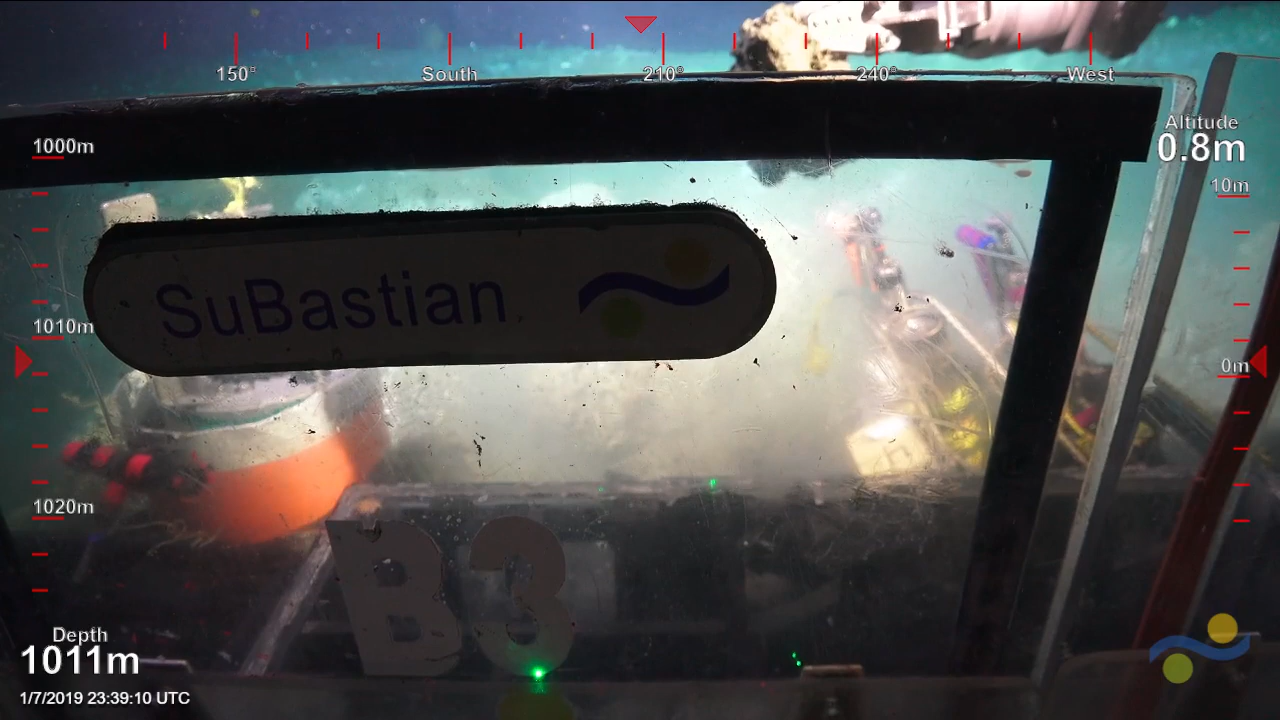 150° South 210° 240° West
Altitude
0.8m
1000m
10m
SuBastian
1010m
0m
1020m
B3
Depth
1011m
1/7/2019 23:39:10 UTC